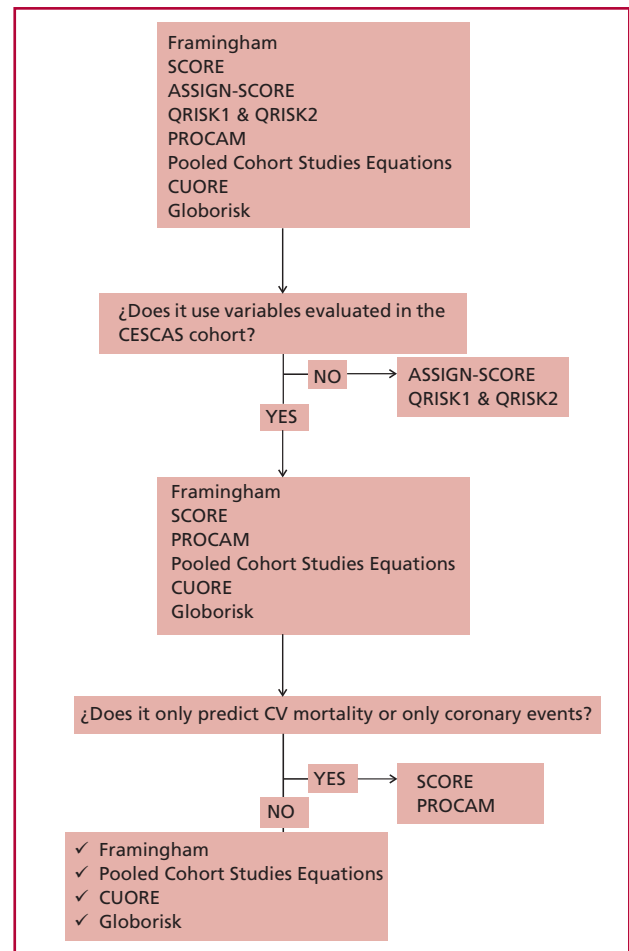 Framingham
SCORE
ASSIGN-SCORE
QRISK1 & QRISK2
PROCAM
Pooled Cohort Studies Equations
CUORE
Globorisk
¿Does it use variables evaluated in the
CESCAS cohort?
NO
ASSIGN-SCORE
QRISK1 & QRISK2
YES
Framingham
SCORE
PROCAM
Pooled Cohort Studies Equations
CUORE
Globorisk
¿Does it only predict CV mortality or only coronary events?
YES
SCORE
PROCAM
NO
✓ Framingham
✓ Pooled Cohort Studies Equations
✓ CUORE
✓ Globorisk